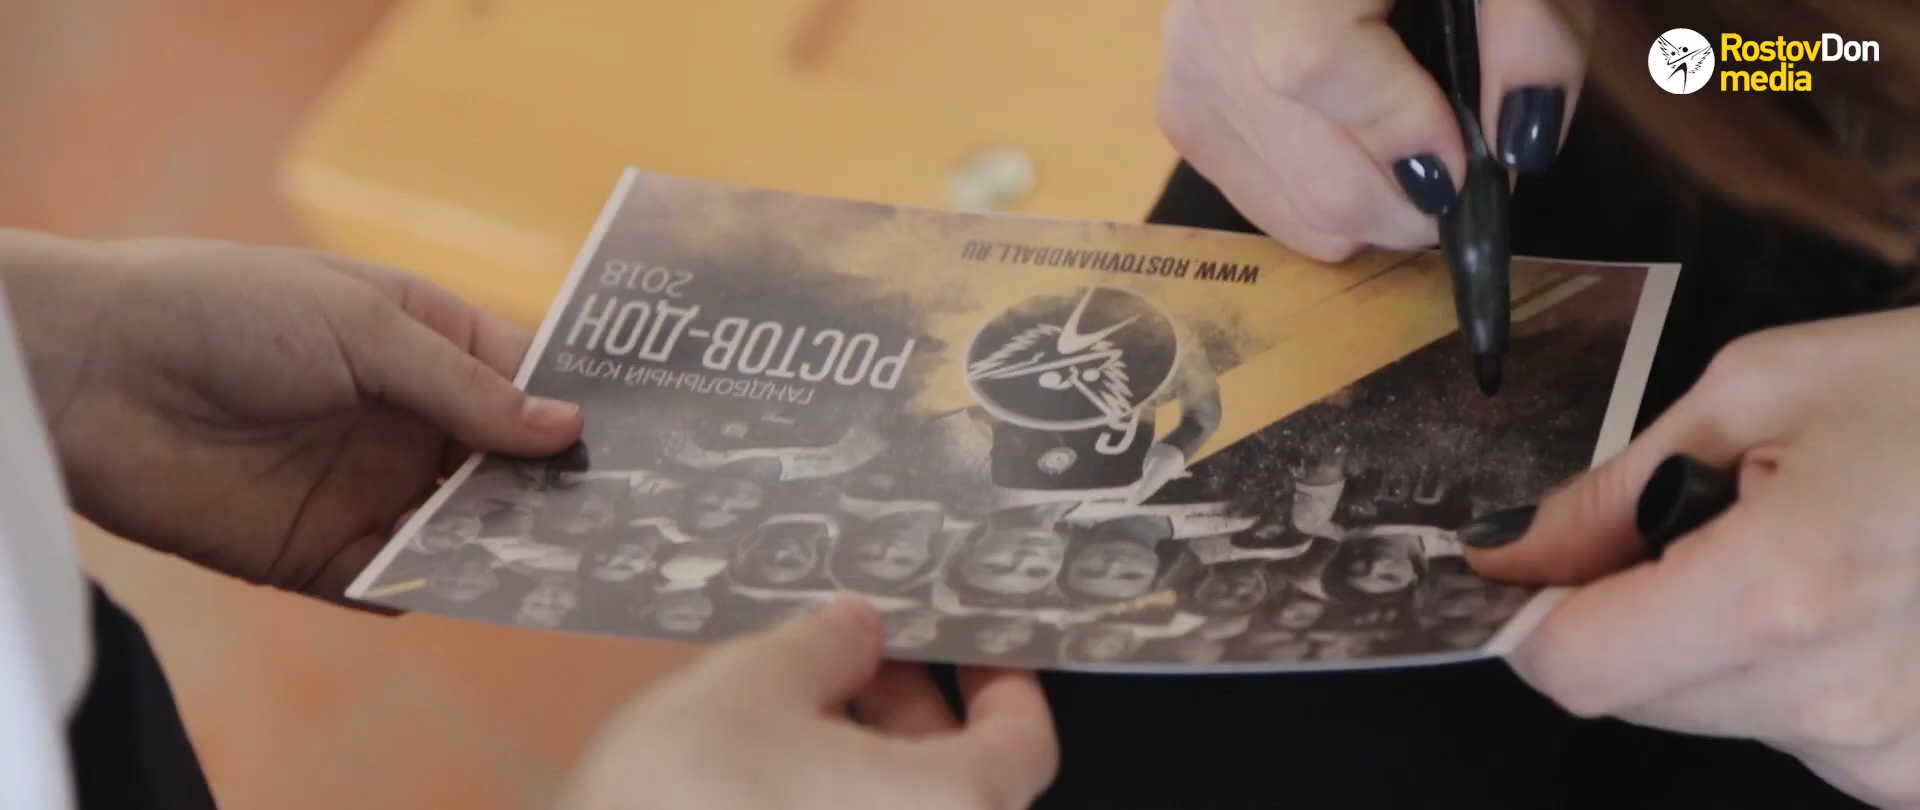 RostovDon
media
WWW.ROSTOVHANDBALL.RU
ГАНДБОЛЬНЫЙ КЛУБ
РОСТОВ-ДОН
2018